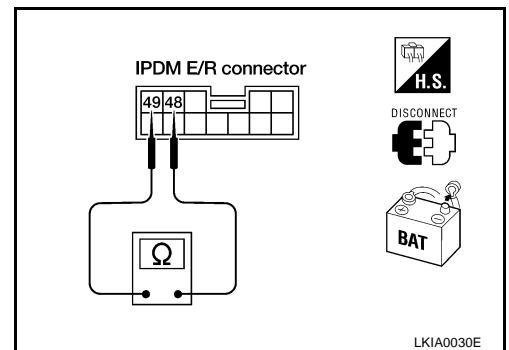 IPDM E/R connector
49 48
H.S.
DISCONNECT
Ω
BAT
LKIA0030E